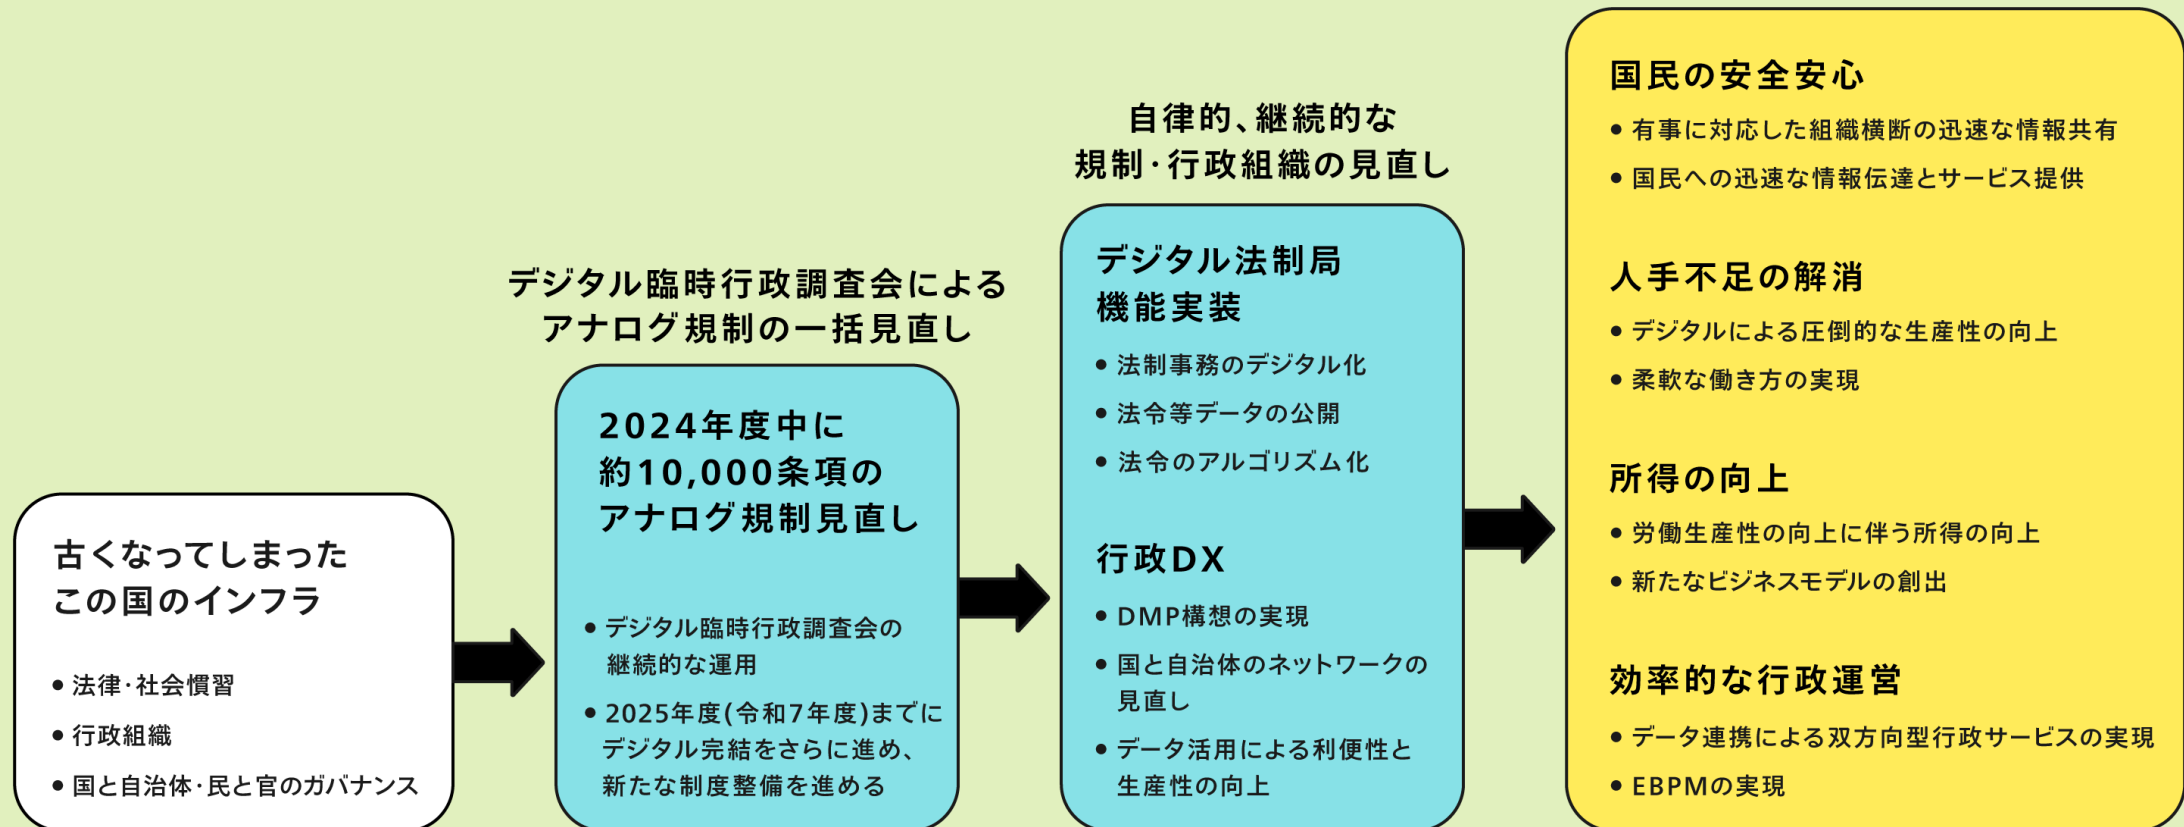 古くなってしまった
この国のインフラ
• 法律・社会慣習
• 行政組織
• 国と自治体・民と官のガバナンス
デジタル臨時行政調査会による
アナログ規制の一括見直し
2024年度中に
約10,000条項の
アナログ規制見直し
• デジタル臨時行政調査会の
継続的な運用
• 2025年度(令和7年度)までに
デジタル完結をさらに進め、
新たな制度整備を進める
自律的、継続的な
規制・行政組織の見直し
デジタル法制局
機能実装
• 法制事務のデジタル化
• 法令等データの公開
• 法令のアルゴリズム化
行政DX
• DMP構想の実現
• 国と自治体のネットワークの
見直し
• データ活用による利便性と
生産性の向上
国民の安全安心
• 有事に対応した組織横断の迅速な情報共有
• 国民への迅速な情報伝達とサービス提供
人手不足の解消
• デジタルによる圧倒的な生産性の向上
• 柔軟な働き方の実現
所得の向上
• 労働生産性の向上に伴う所得の向上
• 新たなビジネスモデルの創出
効率的な行政運営
• データ連携による双方向型行政サービスの実現
• EBPMの実現